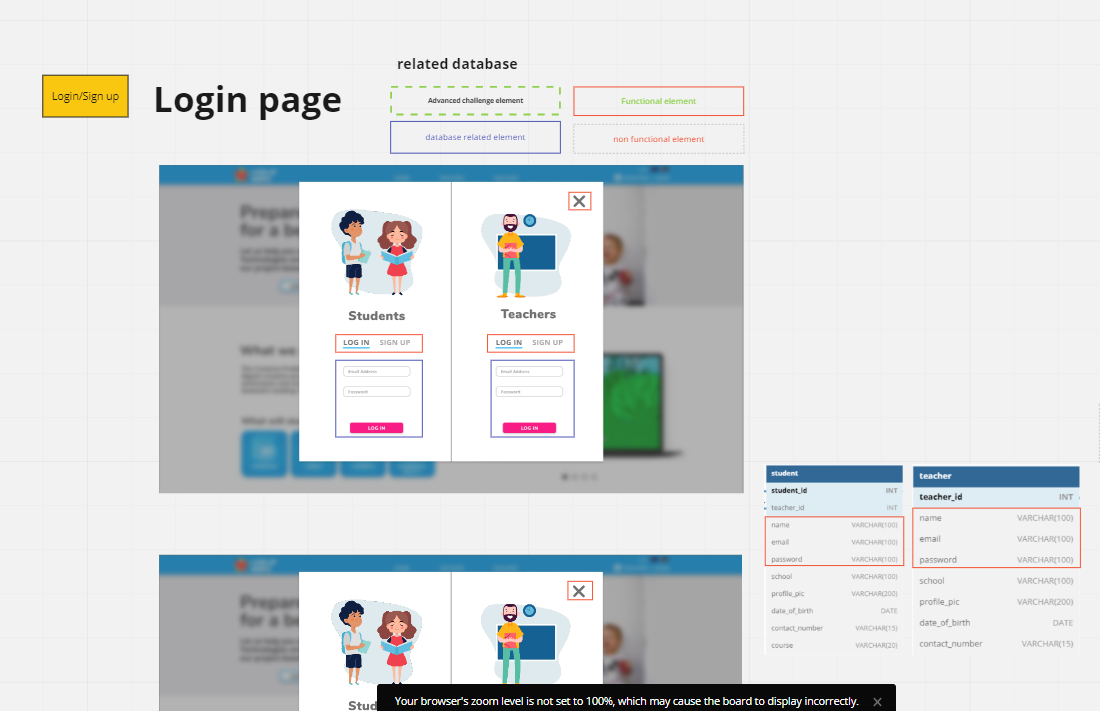 related database
Login/Sign up
Login page
Advanced challenge element
Functional element
database related element
non functional element
Prepare
for a be
What we
What will
Students
Teachers
LOG IN SIGN UP
LOG IN SIGN UP
Email Address
Password
LOG IN
Email Address
Password
LOG IN
student
student_id INT
teacher_id INT
name VARCHAR(100)
email VARCHAR(100)
password VARCHAR(100)
school VARCHAR(100)
profile_pic VARCHAR(200)
date_of_birth DATE
contact_number VARCHAR(15)
course VARCHAR(20)
teacher
teacher_id INT
name VARCHAR(100)
email VARCHAR(100)
password VARCHAR(100)
school VARCHAR(100)
profile_pic VARCHAR(200)
date_of_birth DATE
contact_number VARCHAR(15)
Prepare
for a be
Stud
Your browser's zoom level is not set to 100%, which may cause the board to display incorrectly.